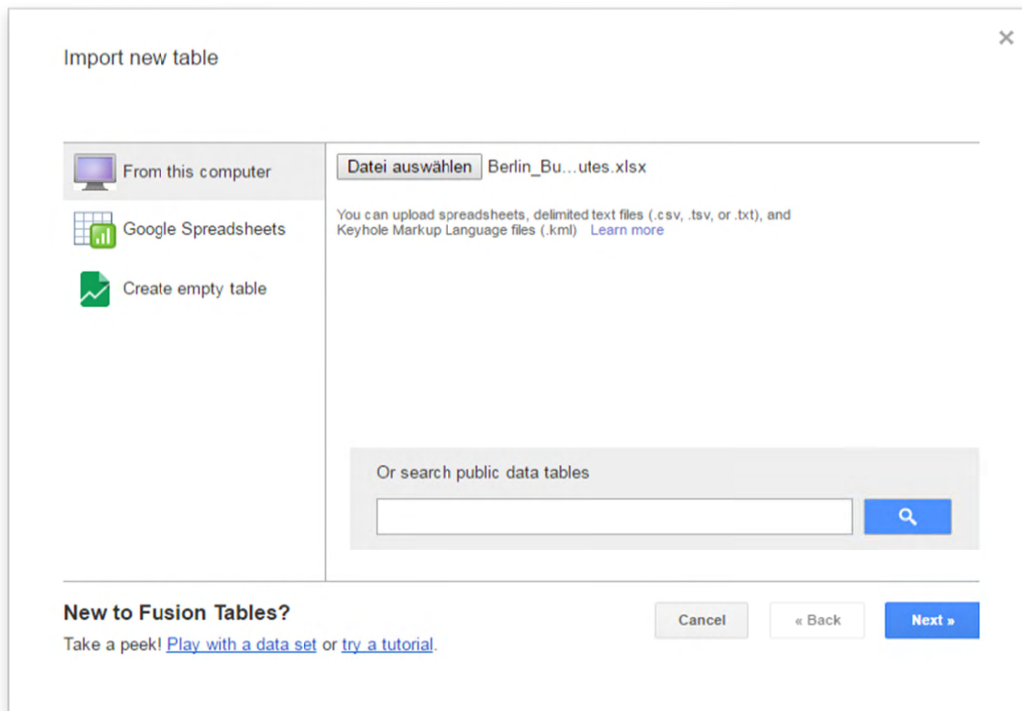 ×
Import new table
From this computer
Google Spreadsheets
Create empty table
Datei auswählen Berlin_Bu...utes.xlsx
You can upload spreadsheets, delimited text files (.csv, .tsv, or .txt), and
Keyhole Markup Language files (.kml) Learn more
Or search public data tables
New to Fusion Tables?
Take a peek! Play with a data set or try a tutorial.
Cancel
« Back
Next »